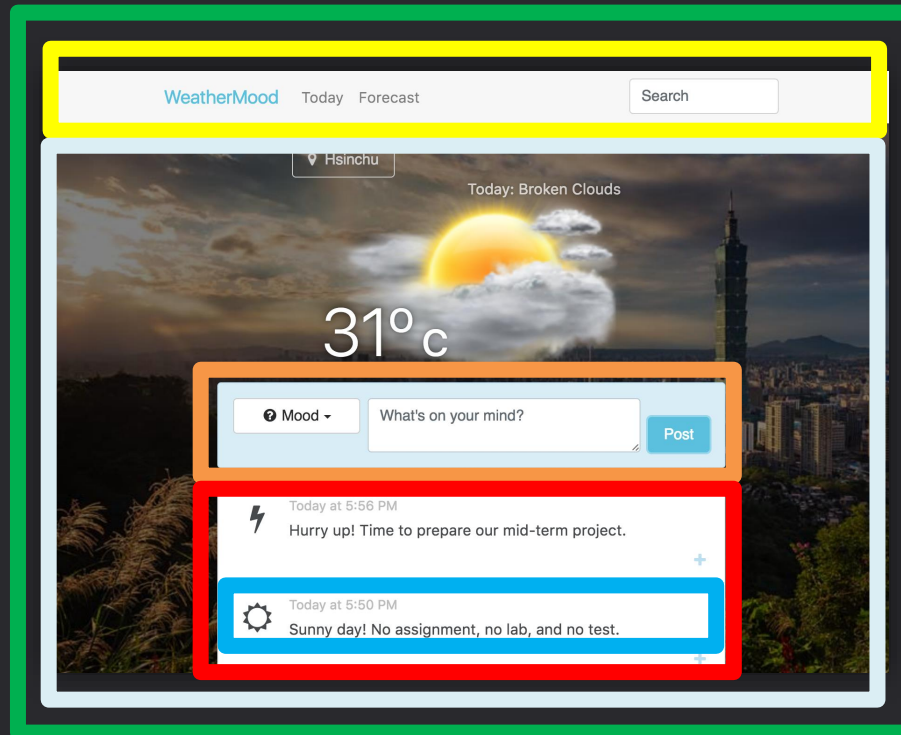 WeatherMood Today Forecast Search
Hsinchu
Today: Broken Clouds
31º c
Mood What's on your mind? Post
Today at 5:56 PM
Hurry up! Time to prepare our mid-term project.
Today at 5:50 PM
Sunny day! No assignment, no lab, and no test.